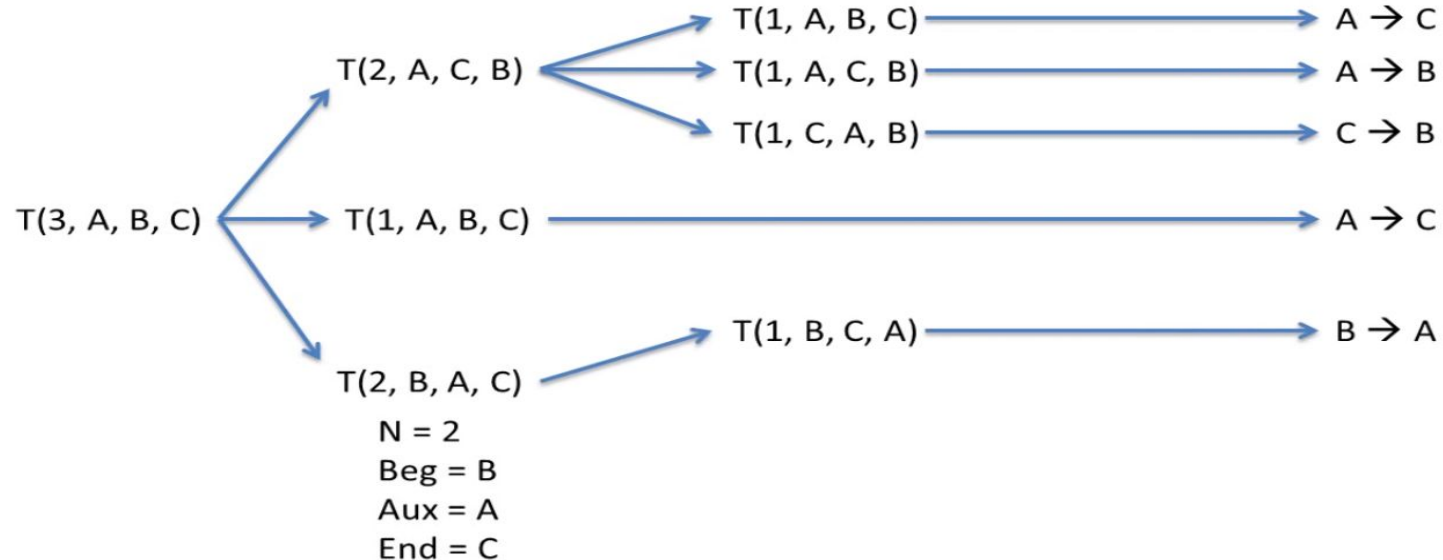 T(1, A, B, C) A → C
T(2, A, C, B) T(1, A, C, B) A → B
T(1, C, A, B) C → B
T(3, A, B, C) T(1, A, B, C) A → C
T(1, B, C, A) B → A
T(2, B, A, C)
N = 2
Beg = B
Aux = A
End = C